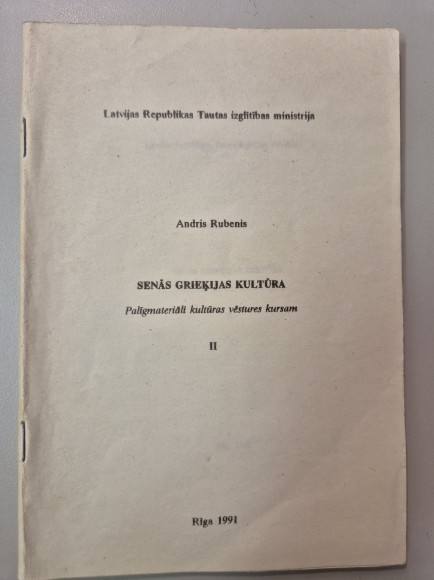 Latvijas Republikas Tautas izglītības ministrija
Andris Rubenis
SENĀS GRIEĶIJAS KULTŪRA
Palīgmateriāli kultūras vēstures kursam
II
Rīga 1991